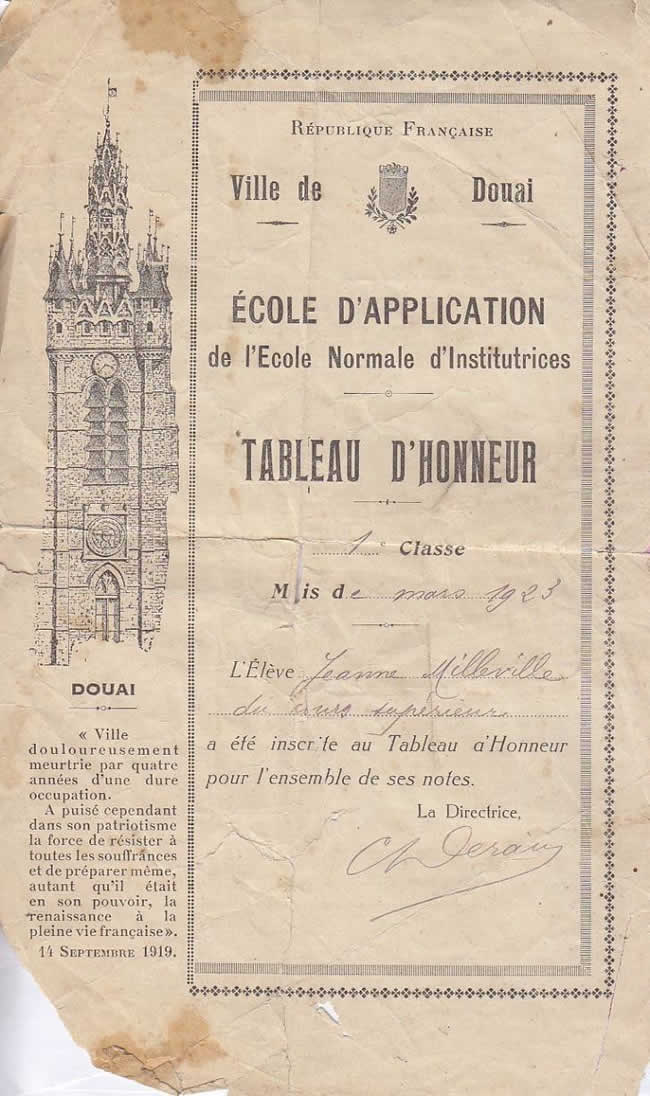 République Française
Ville de Douai
ÉCOLE D'APPLICATION
de l'Ecole Normale d'Institutrices
TABLEAU D'HONNEUR
1e Classe
Mois de mars 1923
L'Élève Jeanne Milleville
du cours supérieur
a été inscrite au Tableau d'Honneur
pour l'ensemble de ses notes.
La Directrice,
DOUAI
« Ville
douloureusement
meurtrie par quatre
années d'une dure
occupation.
A puisé cependant
dans son patriotisme
la force de résister à
toutes les souffrances
et de préparer même,
autant qu'il était
en son pouvoir, la
renaissance à la
pleine vie française».
14 Septembre 1919.